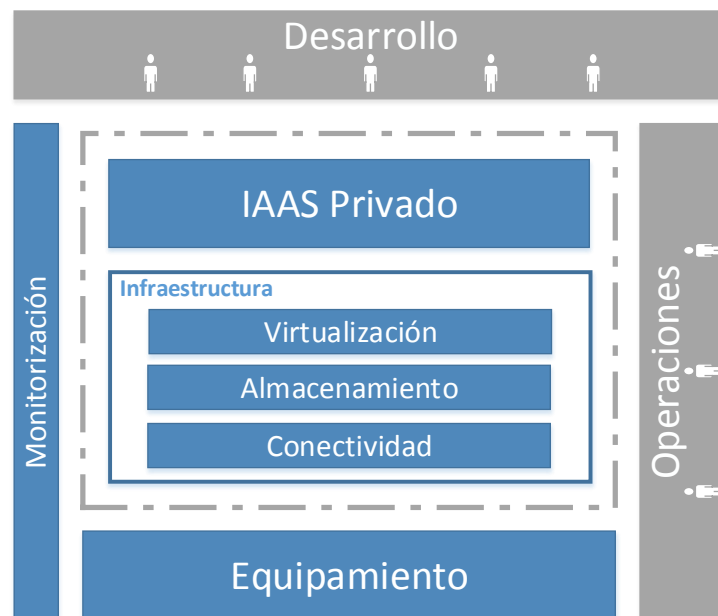 Desarrollo
Monitorización
IAAS Privado
Infraestructura
Virtualización
Almacenamiento
Conectividad
Operaciones
Equipamiento